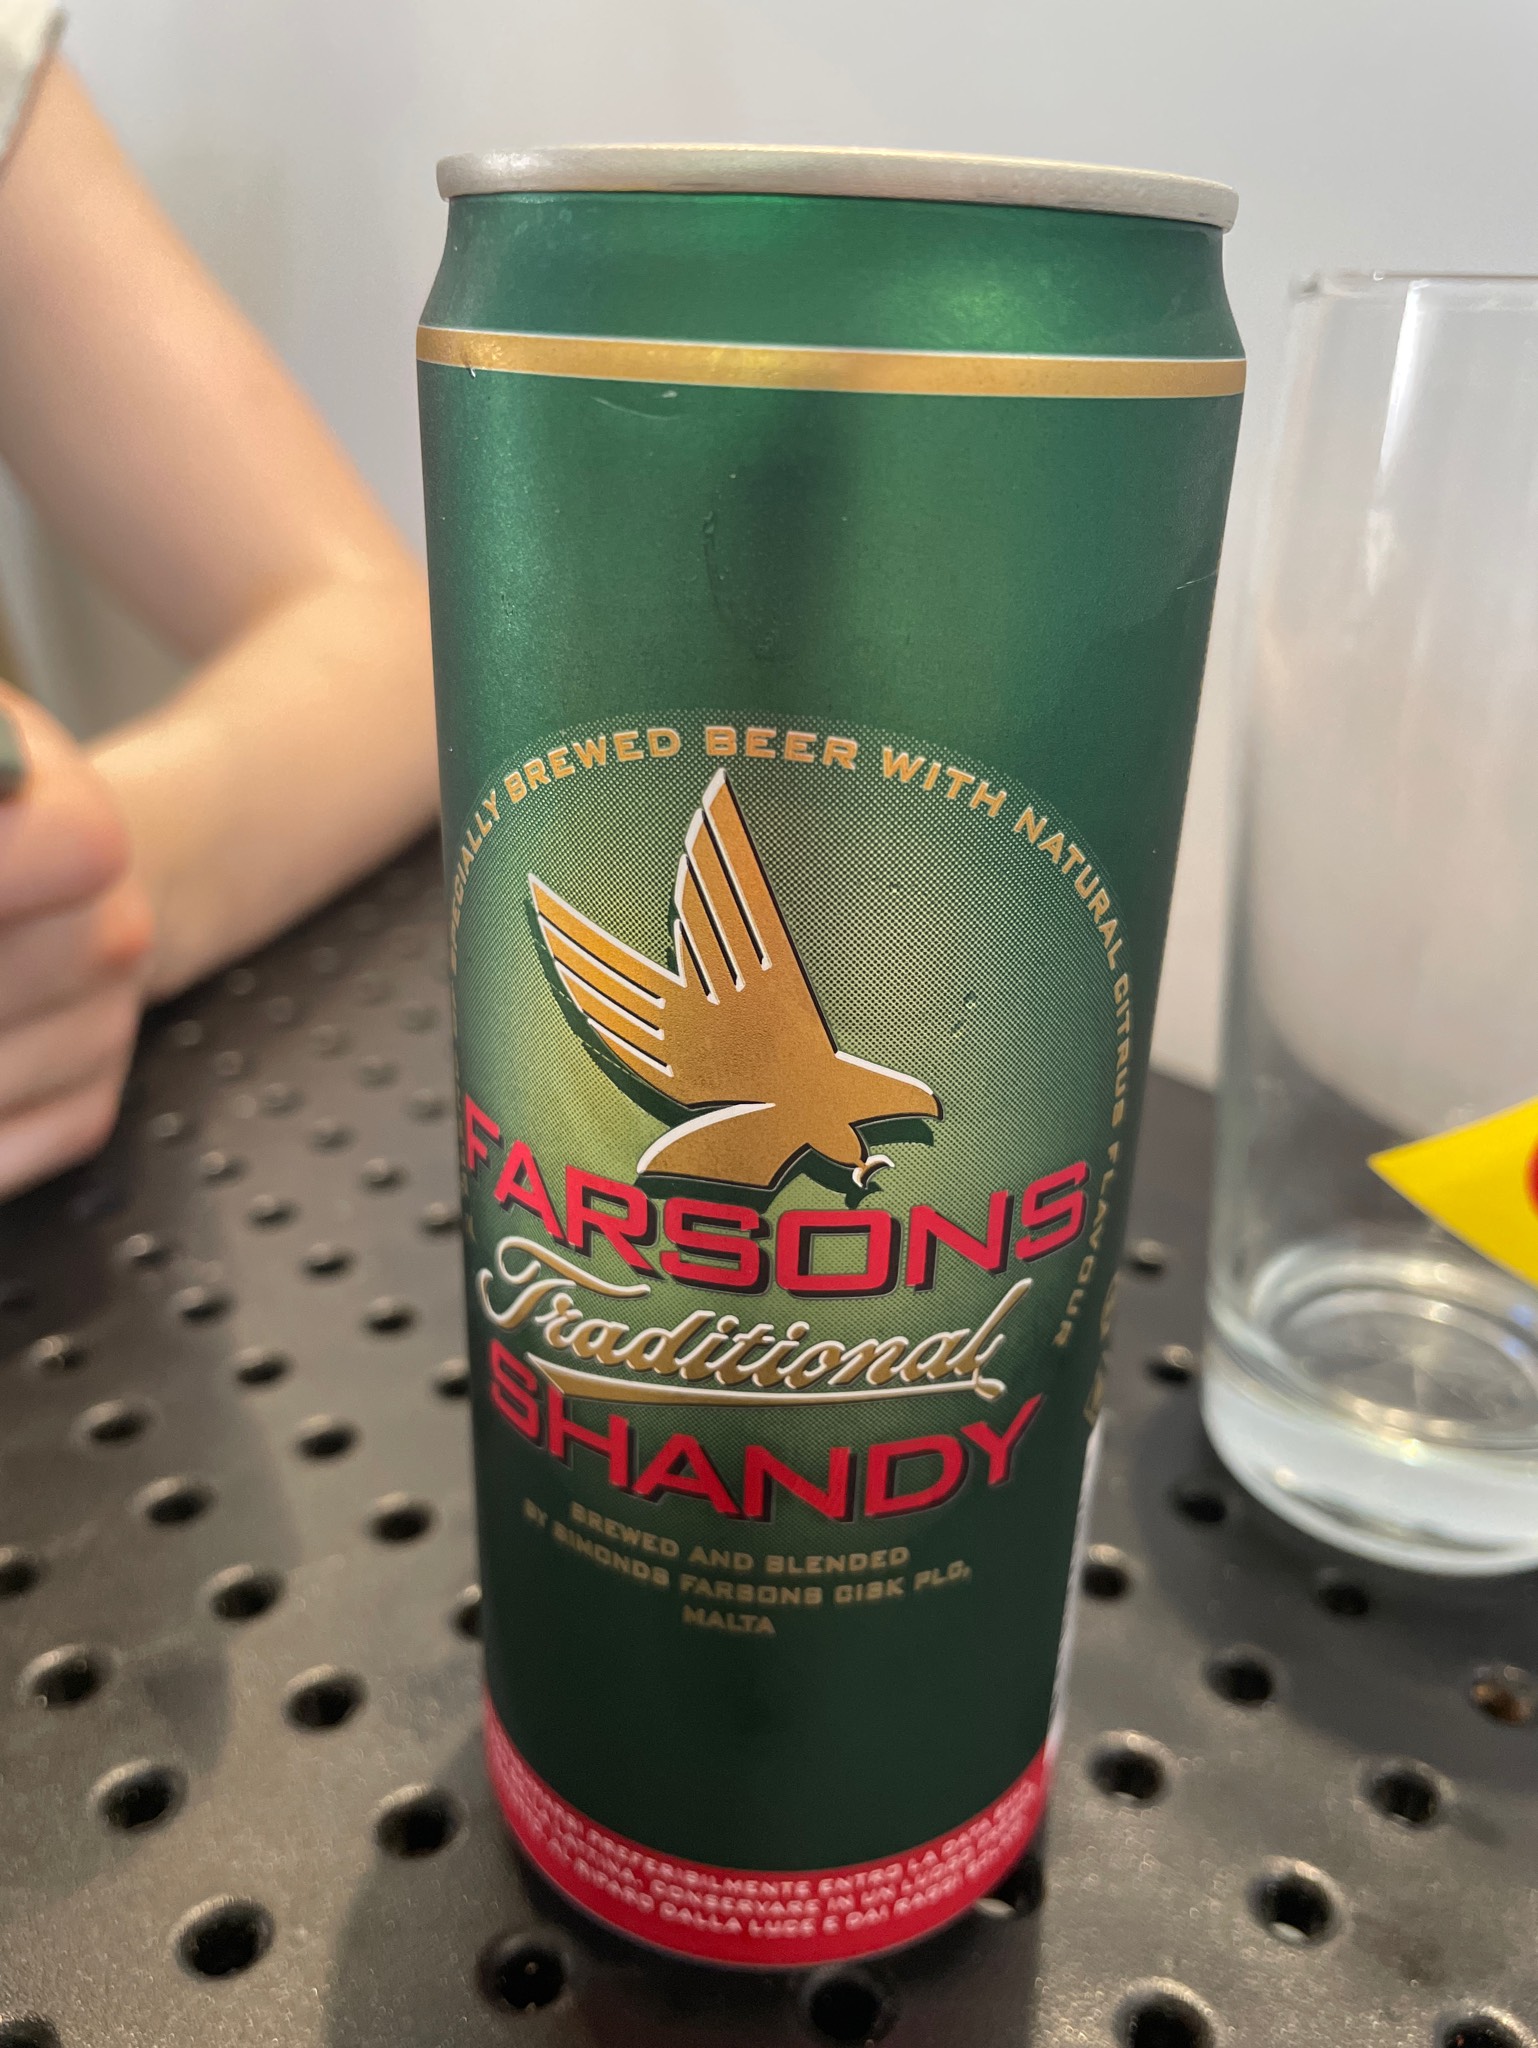 SPECIALLY BREWED BEER WITH NATURAL CITRUS FLAVOUR
FARSONS
Traditional
SHANDY
BREWED AND BLENDED
BY SIMONDS FARSONS CISK PLC,
MALTA
PREFERIBILMENTE ENTRO LA DATA
CONSERVARE IN UN LUOGO
AL RIPARO DALLA LUCE E DAI RAGGI